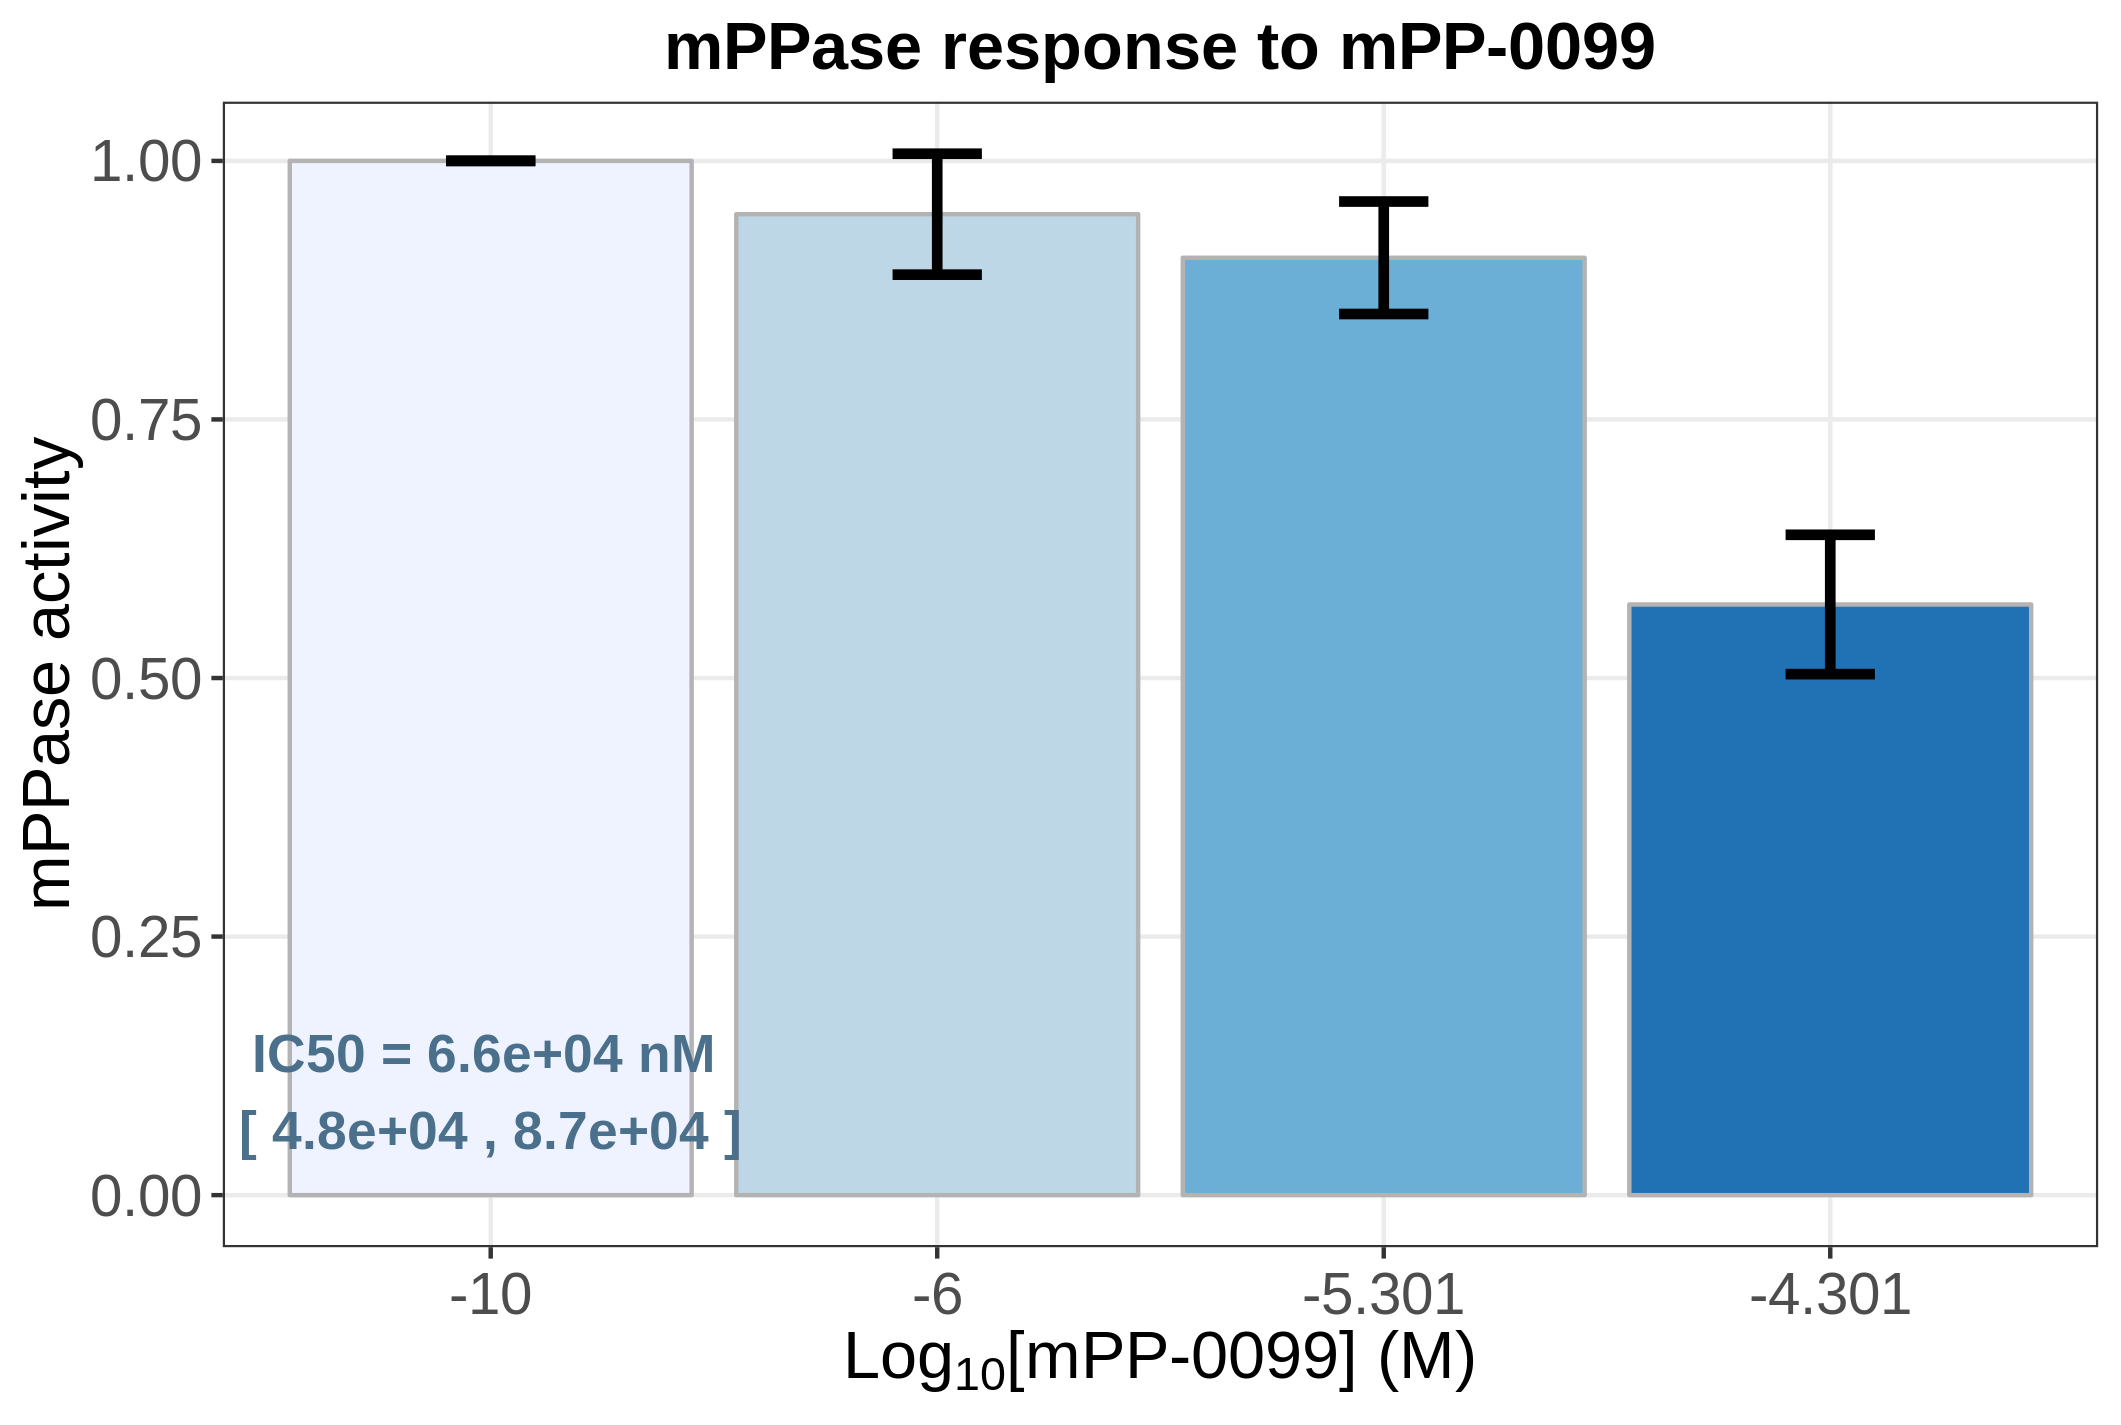 mPPase response to mPP-0099
mPPase activity
1.00
0.75
0.50
0.25
0.00
IC50 = 6.6e+04 nM
[ 4.8e+04 , 8.7e+04 ]
-10
-6
-5.301
-4.301
Log10[mPP-0099] (M)